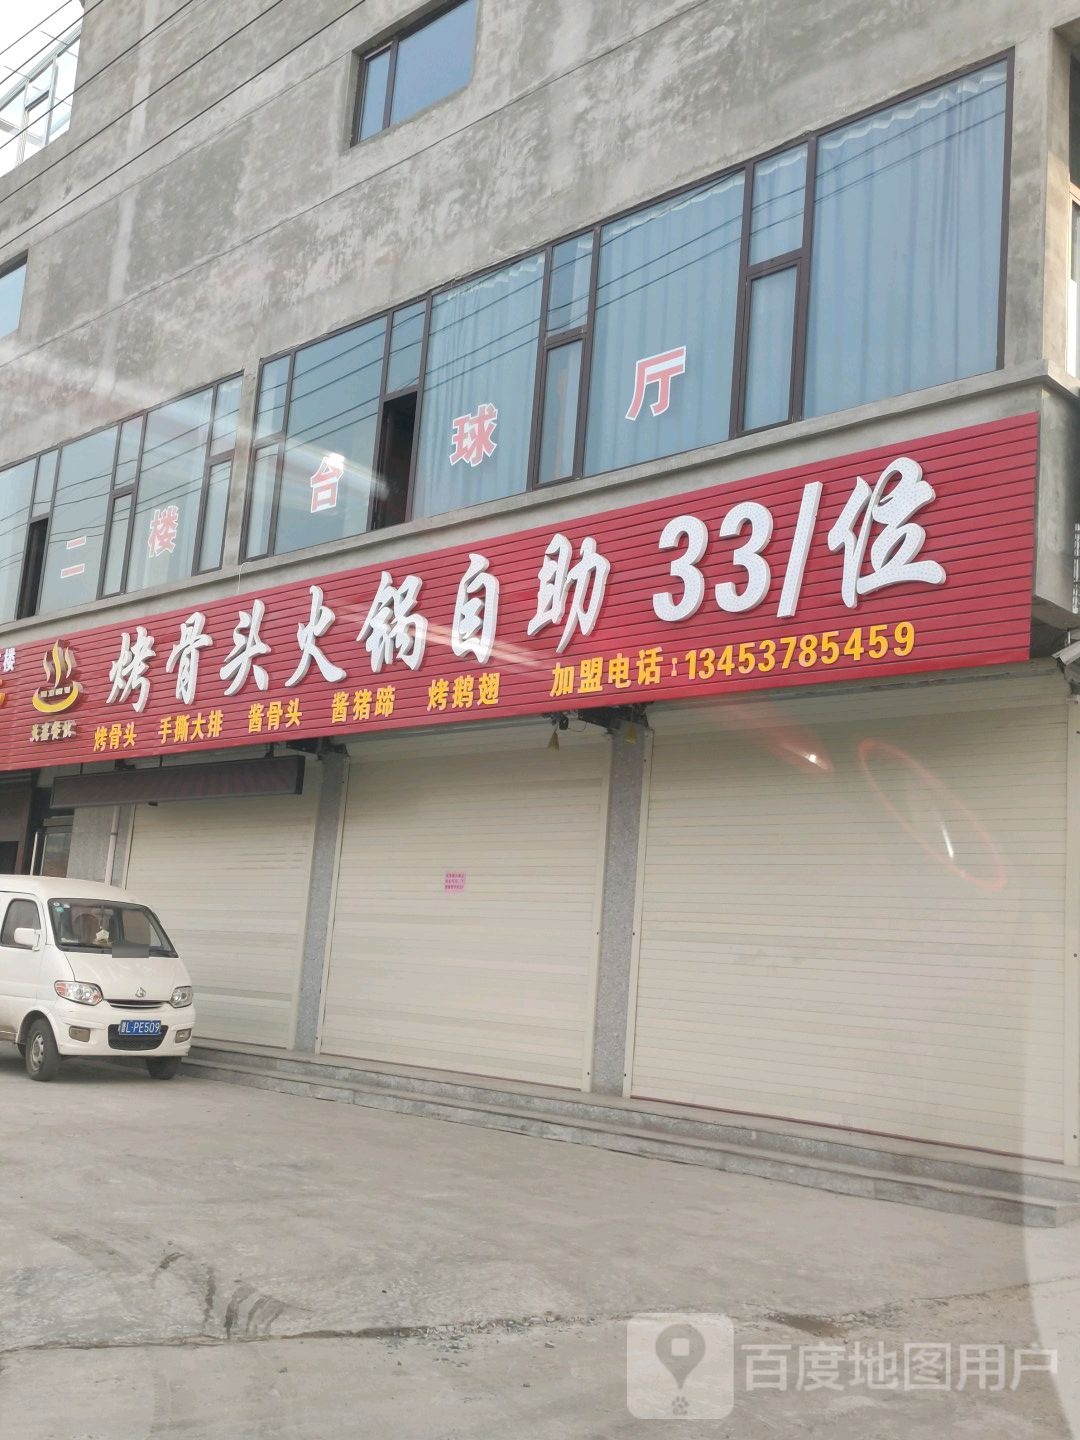 二楼台球厅
烤骨头火锅自助 33/位
烤骨头 手撕大排 酱骨头 酱猪蹄 烤鹅翅 加盟电话:13453785459
楼
L·PE509
百度地图用户